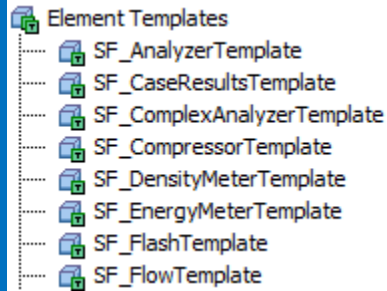 Element Templates
SF_AnalyzerTemplate
SF_CaseResultsTemplate
SF_ComplexAnalyzerTemplate
SF_CompressorTemplate
SF_DensityMeterTemplate
SF_EnergyMeterTemplate
SF_FlashTemplate
SF_FlowTemplate